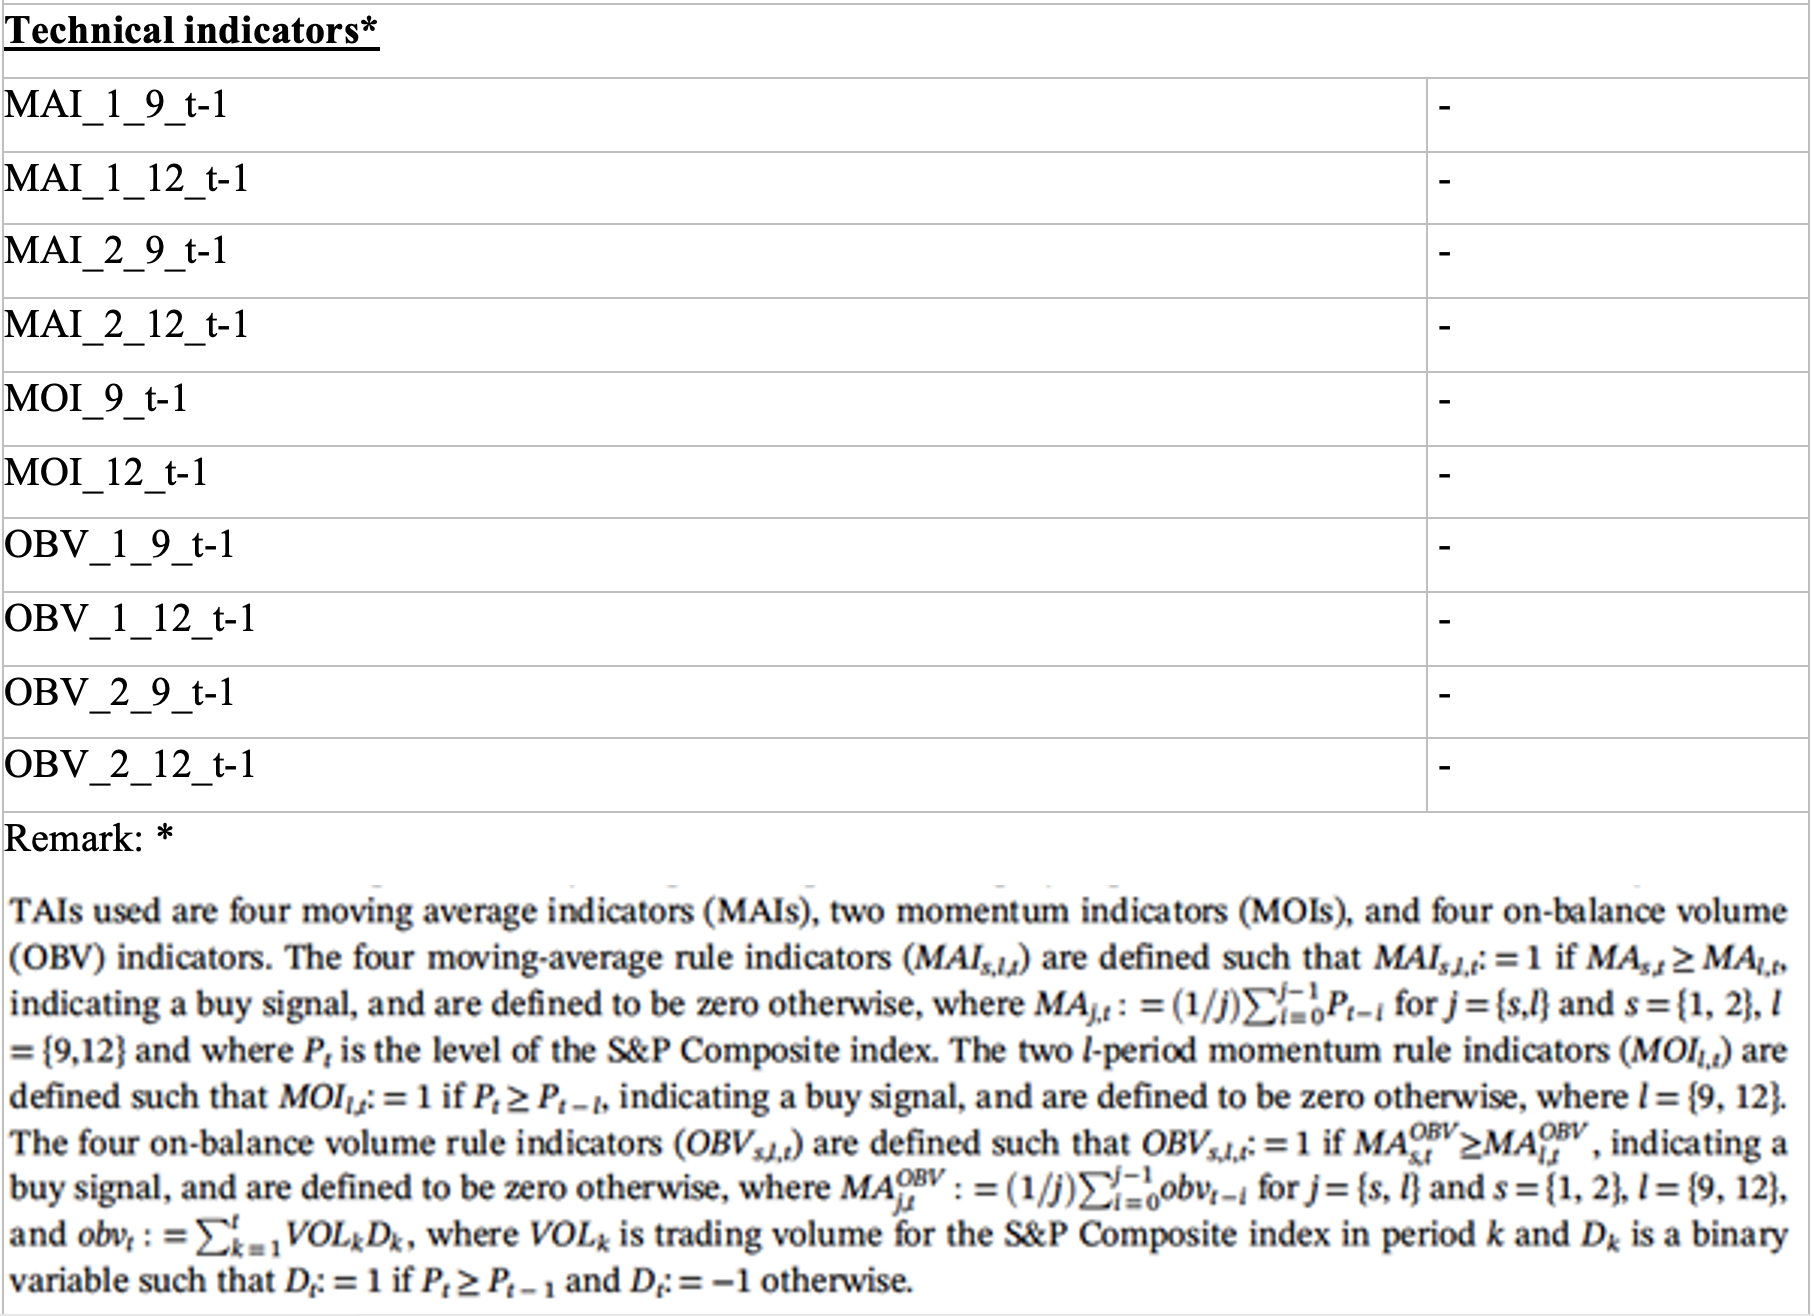 Technical indicators*
MAI_1_9_t-1 -
MAI_1_12_t-1 -
MAI_2_9_t-1 -
MAI_2_12_t-1 -
MOI_9_t-1 -
MOI_12_t-1 -
OBV_1_9_t-1 -
OBV_1_12_t-1 -
OBV_2_9_t-1 -
OBV_2_12_t-1 -
Remark: *
TAIs used are four moving average indicators (MAIs), two momentum indicators (MOIs), and four on-balance volume
(OBV) indicators. The four moving-average rule indicators (MAI_{s,l,t}) are defined such that MAI_{s,l,t}: = 1 if MA_{s,t} ≥ MA_{l,t},
indicating a buy signal, and are defined to be zero otherwise, where MA_{j,t} : = (1/j)∑_{i=0}^{j−1}P_{t−i} for j = {s,l} and s = {1, 2}, l
= {9,12} and where P_t is the level of the S&P Composite index. The two l-period momentum rule indicators (MOI_{l,t}) are
defined such that MOI_{l,t}: = 1 if P_t ≥ P_{t−l}, indicating a buy signal, and are defined to be zero otherwise, where l = {9, 12}.
The four on-balance volume rule indicators (OBV_{s,l,t}) are defined such that OBV_{s,l,t}: = 1 if MA_{s,t}^{OBV} ≥ MA_{l,t}^{OBV}, indicating a
buy signal, and are defined to be zero otherwise, where MA_{j,t}^{OBV} : = (1/j)∑_{i=0}^{j−1}obv_{t−i} for j = {s, l} and s = {1, 2}, l = {9, 12},
and obv_t : = ∑_{k=1}^{t}VOL_kD_k, where VOL_k is trading volume for the S&P Composite index in period k and D_k is a binary
variable such that D_t: = 1 if P_t ≥ P_{t−1} and D_t: = −1 otherwise.